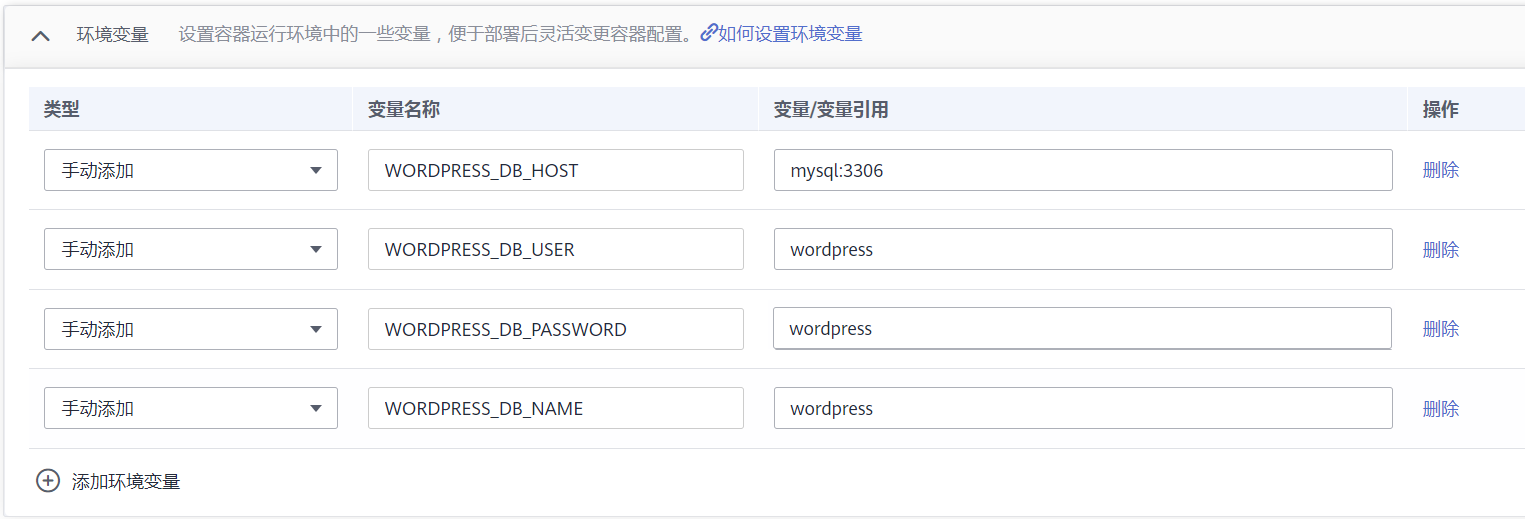 环境变量 设置容器运行环境中的一些变量，便于部署后灵活变更容器配置。 如何设置环境变量
类型 变量名称 变量/变量引用 操作
手动添加 WORDPRESS_DB_HOST mysql:3306 删除
手动添加 WORDPRESS_DB_USER wordpress 删除
手动添加 WORDPRESS_DB_PASSWORD wordpress 删除
手动添加 WORDPRESS_DB_NAME wordpress 删除
添加环境变量